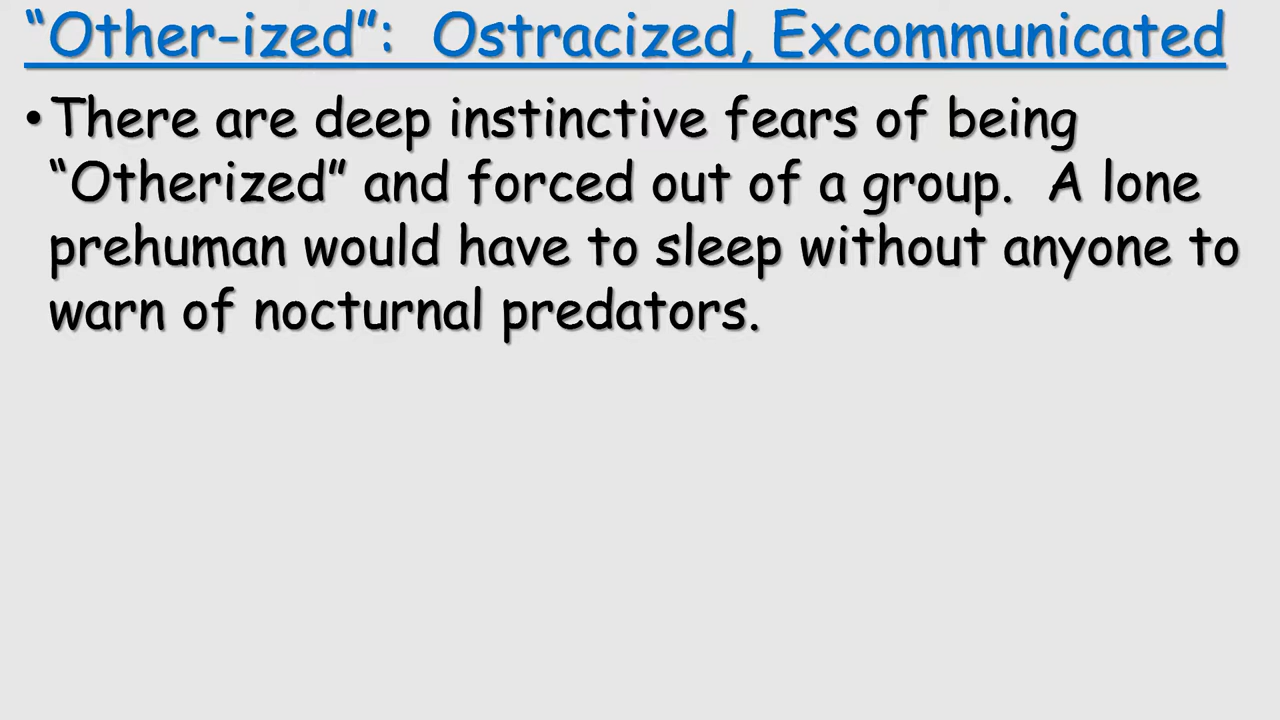 “Other-ized”:  Ostracized, Excommunicated
•There are deep instinctive fears of being
“Otherized” and forced out of a group.  A lone
prehuman would have to sleep without anyone to
warn of nocturnal predators.